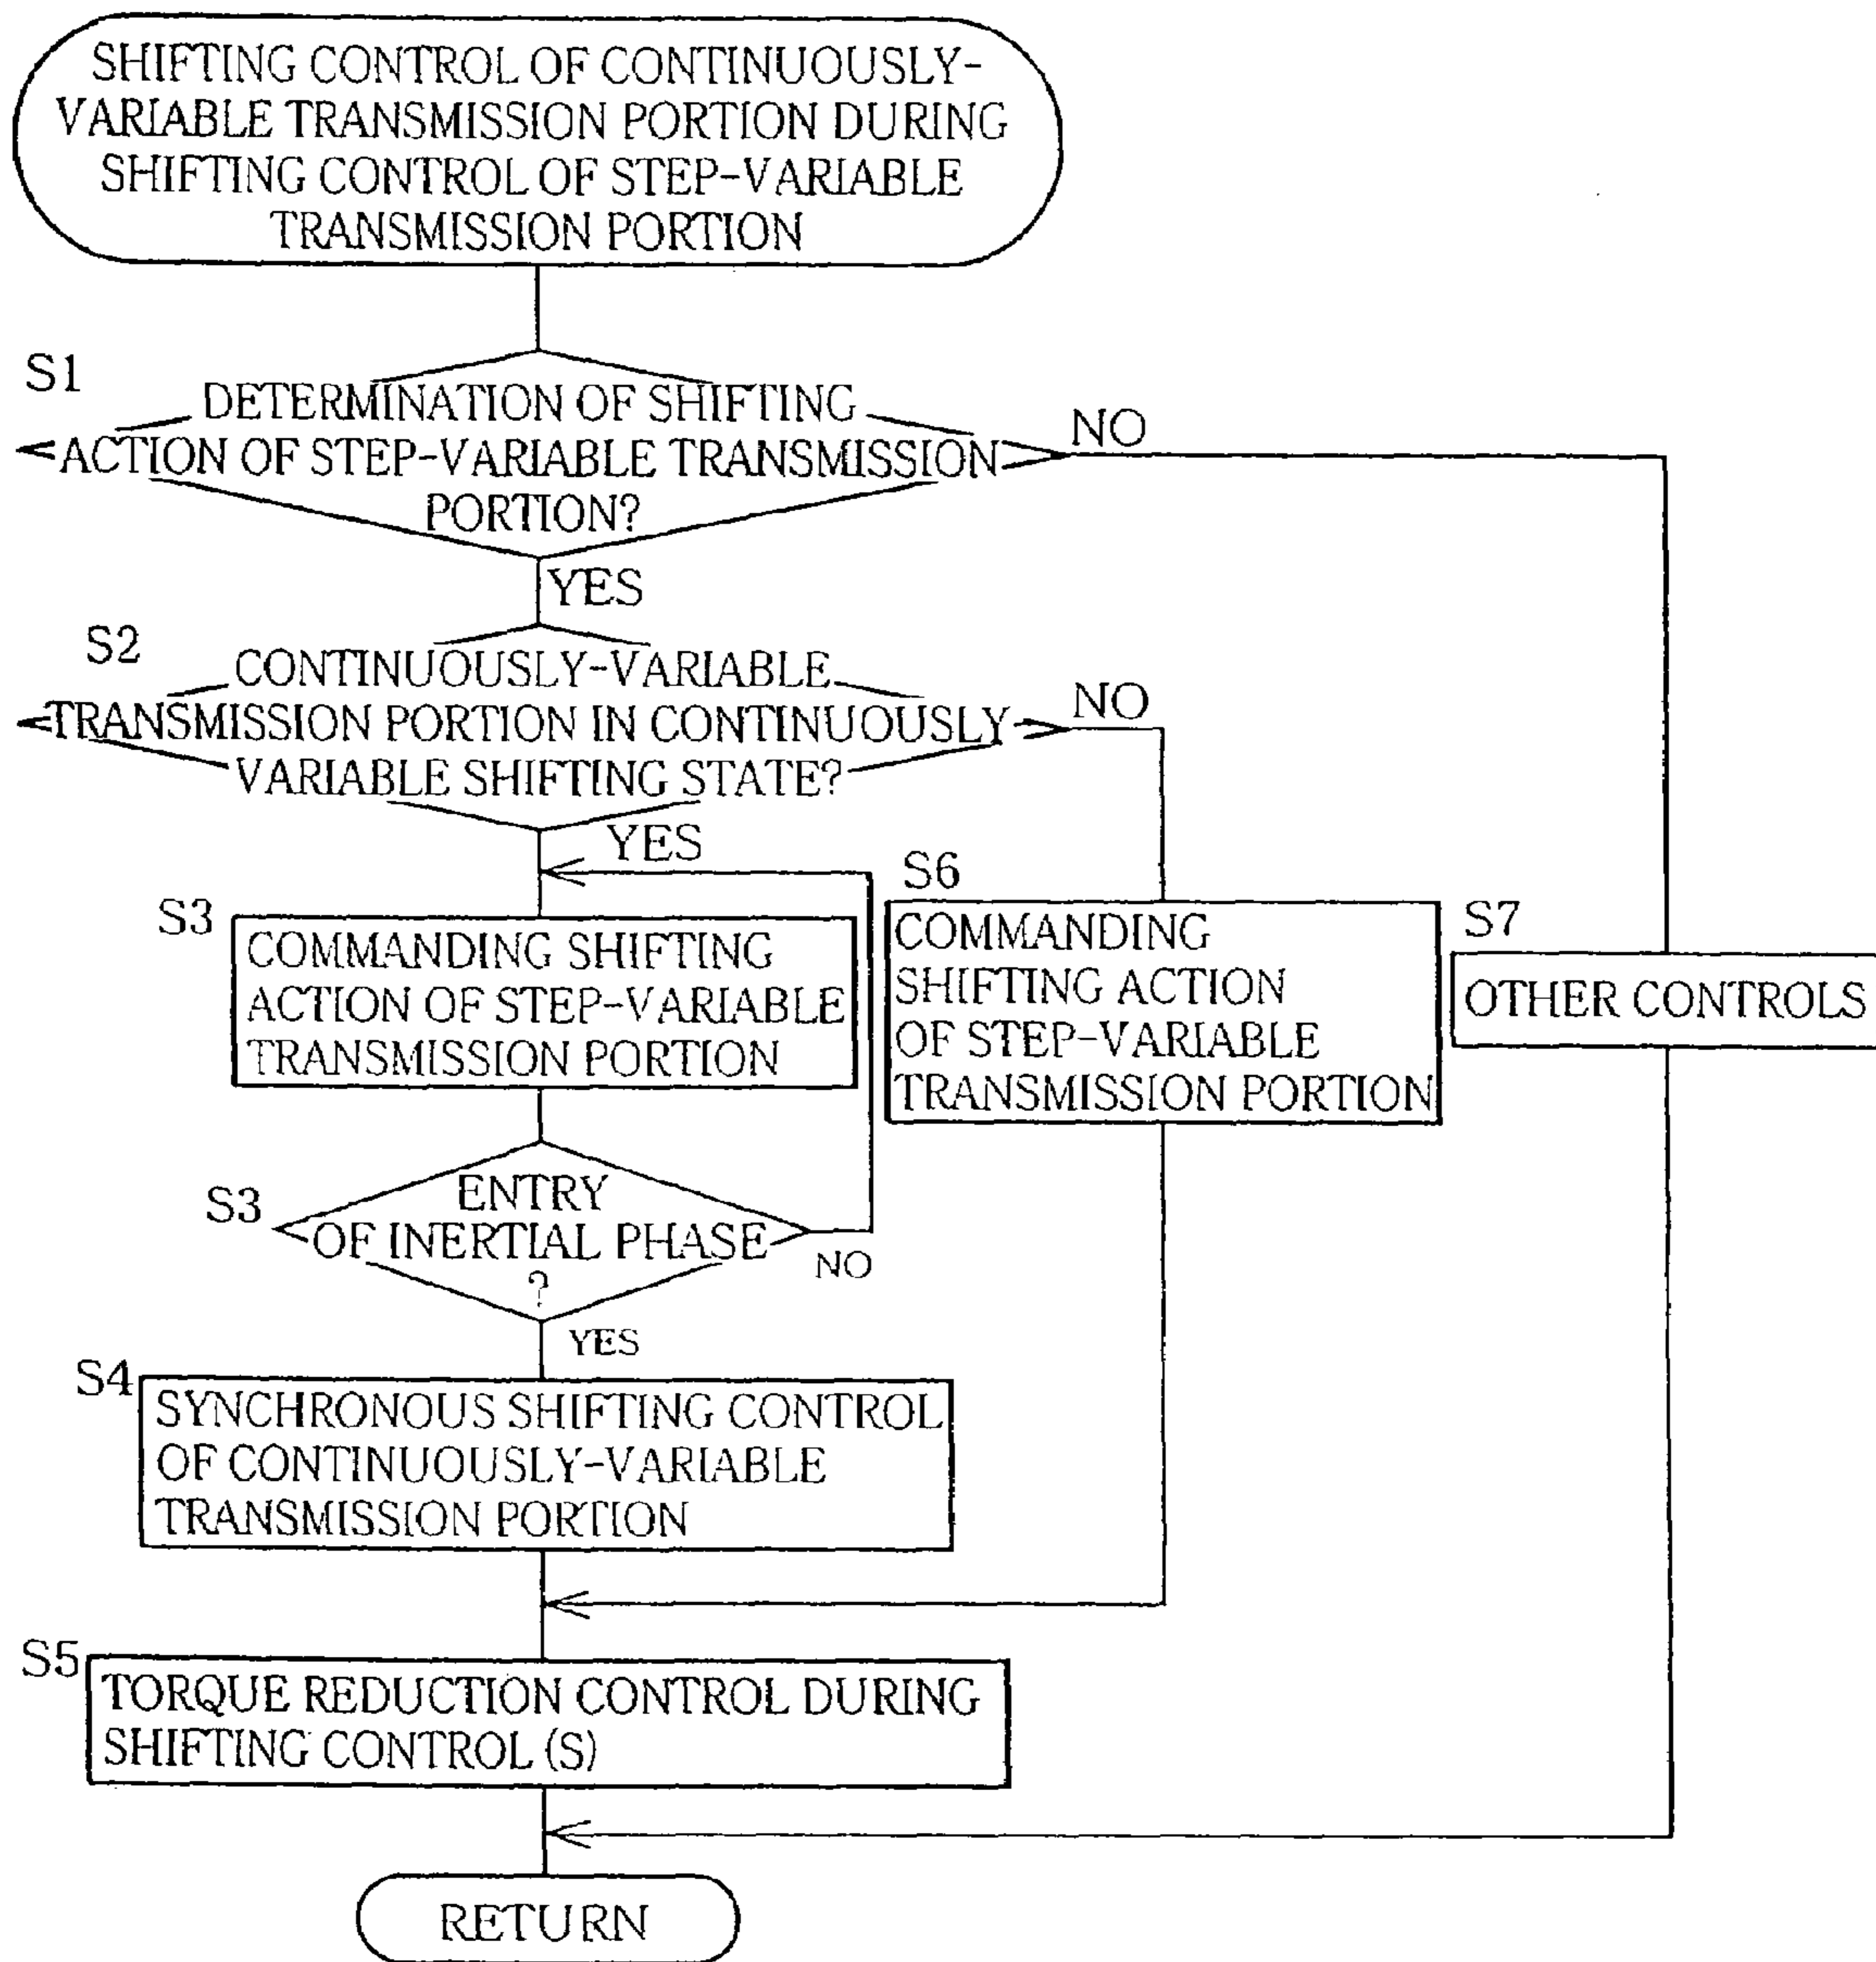 SHIFTING CONTROL OF CONTINUOUSLY-
VARIABLE TRANSMISSION PORTION DURING
SHIFTING CONTROL OF STEP-VARIABLE
TRANSMISSION PORTION
S1
DETERMINATION OF SHIFTING
ACTION OF STEP-VARIABLE TRANSMISSION
PORTION?
NO
YES
S2
CONTINUOUSLY-VARIABLE
TRANSMISSION PORTION IN CONTINUOUSLY
VARIABLE SHIFTING STATE?
NO
YES
S3
COMMANDING SHIFTING
ACTION OF STEP-VARIABLE
TRANSMISSION PORTION
S6
COMMANDING
SHIFTING ACTION
OF STEP-VARIABLE
TRANSMISSION PORTION
S7
OTHER CONTROLS
S3
ENTRY
OF INERTIAL PHASE
?
NO
YES
S4
SYNCHRONOUS SHIFTING CONTROL
OF CONTINUOUSLY-VARIABLE
TRANSMISSION PORTION
S5
TORQUE REDUCTION CONTROL DURING
SHIFTING CONTROL (S)
RETURN